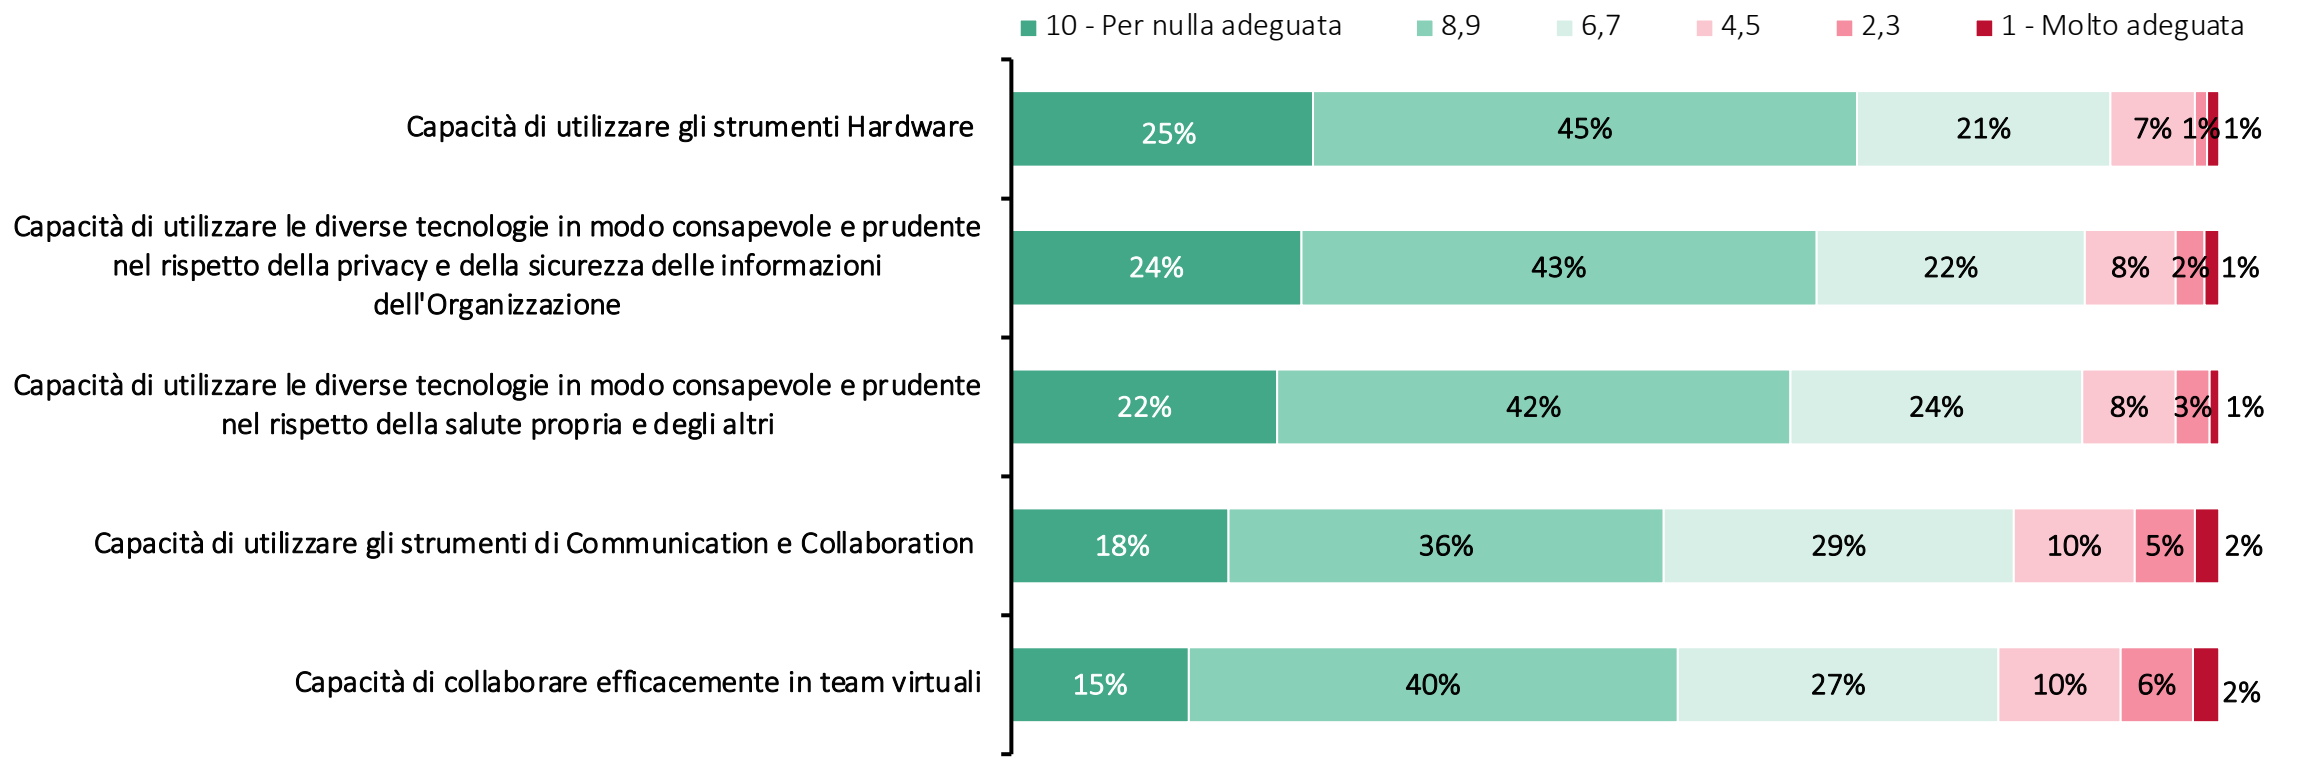 10 - Per nulla adeguata 8,9 6,7 4,5 2,3 1 - Molto adeguata
Capacità di utilizzare gli strumenti Hardware
25% 45% 21% 7% 1% 1%
Capacità di utilizzare le diverse tecnologie in modo consapevole e prudente
nel rispetto della privacy e della sicurezza delle informazioni
dell'Organizzazione
24% 43% 22% 8% 2% 1%
Capacità di utilizzare le diverse tecnologie in modo consapevole e prudente
nel rispetto della salute propria e degli altri
22% 42% 24% 8% 3% 1%
Capacità di utilizzare gli strumenti di Communication e Collaboration
18% 36% 29% 10% 5% 2%
Capacità di collaborare efficacemente in team virtuali
15% 40% 27% 10% 6% 2%